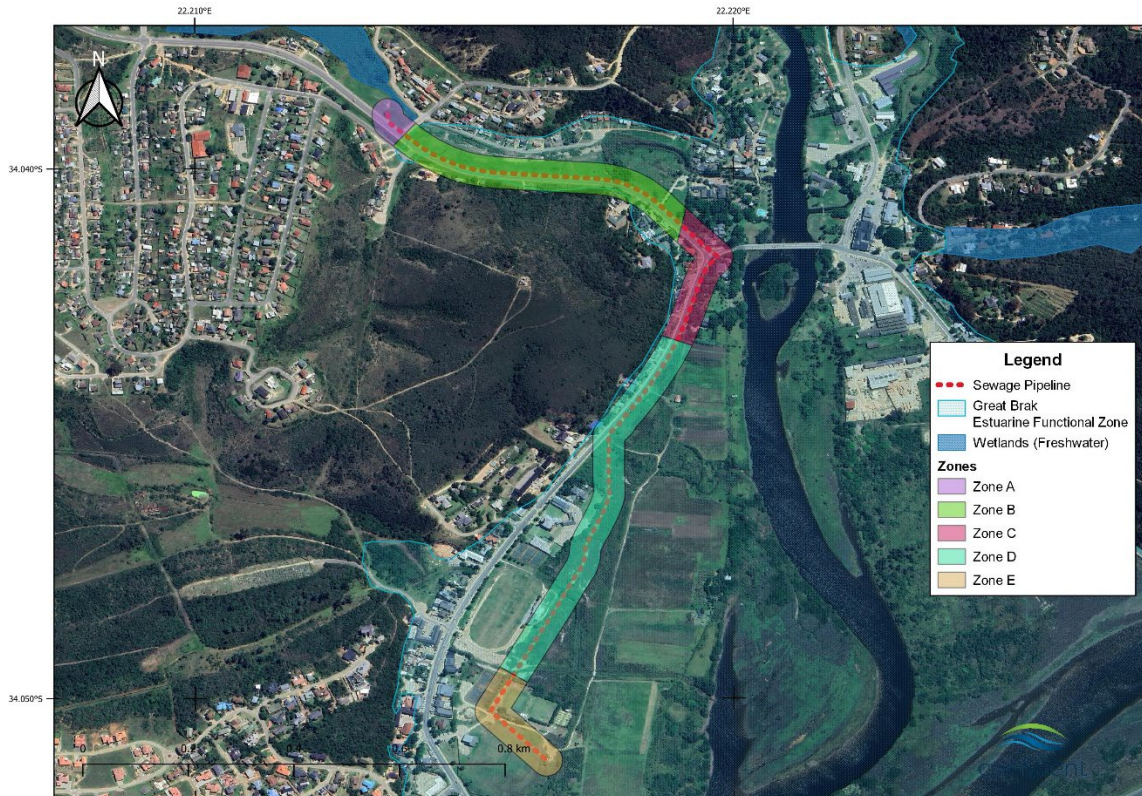 22.210°E
22.220°E
N
34.040°S
Legend
Sewage Pipeline
Great Brak
Estuarine Functional Zone
Wetlands (Freshwater)
Zones
Zone A
Zone B
Zone C
Zone D
Zone E
34.050°S
0
0.8 km